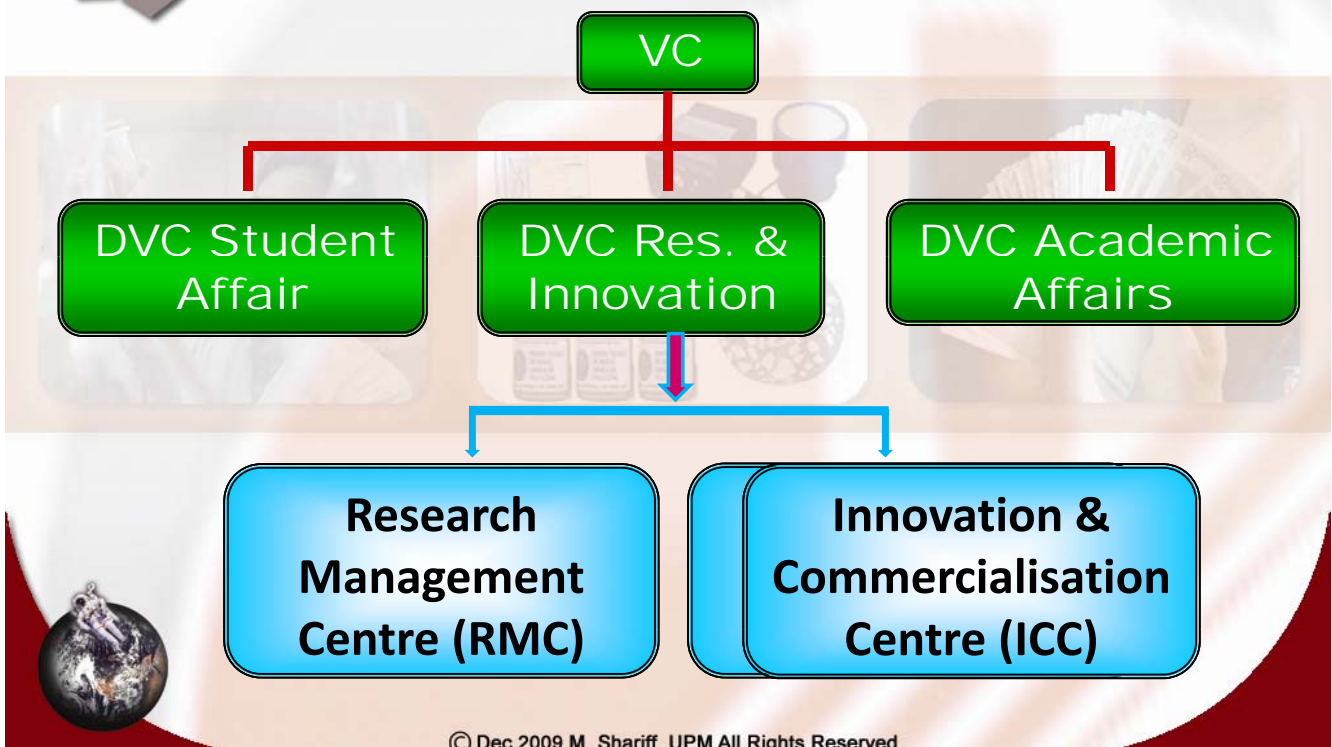 VC
DVC Student
Affair
DVC Res. &
Innovation
DVC Academic
Affairs
Research
Management
Centre (RMC)
Innovation &
Commercialisation
Centre (ICC)
© Dec 2009 M. Shariff, UPM All Rights Reserved